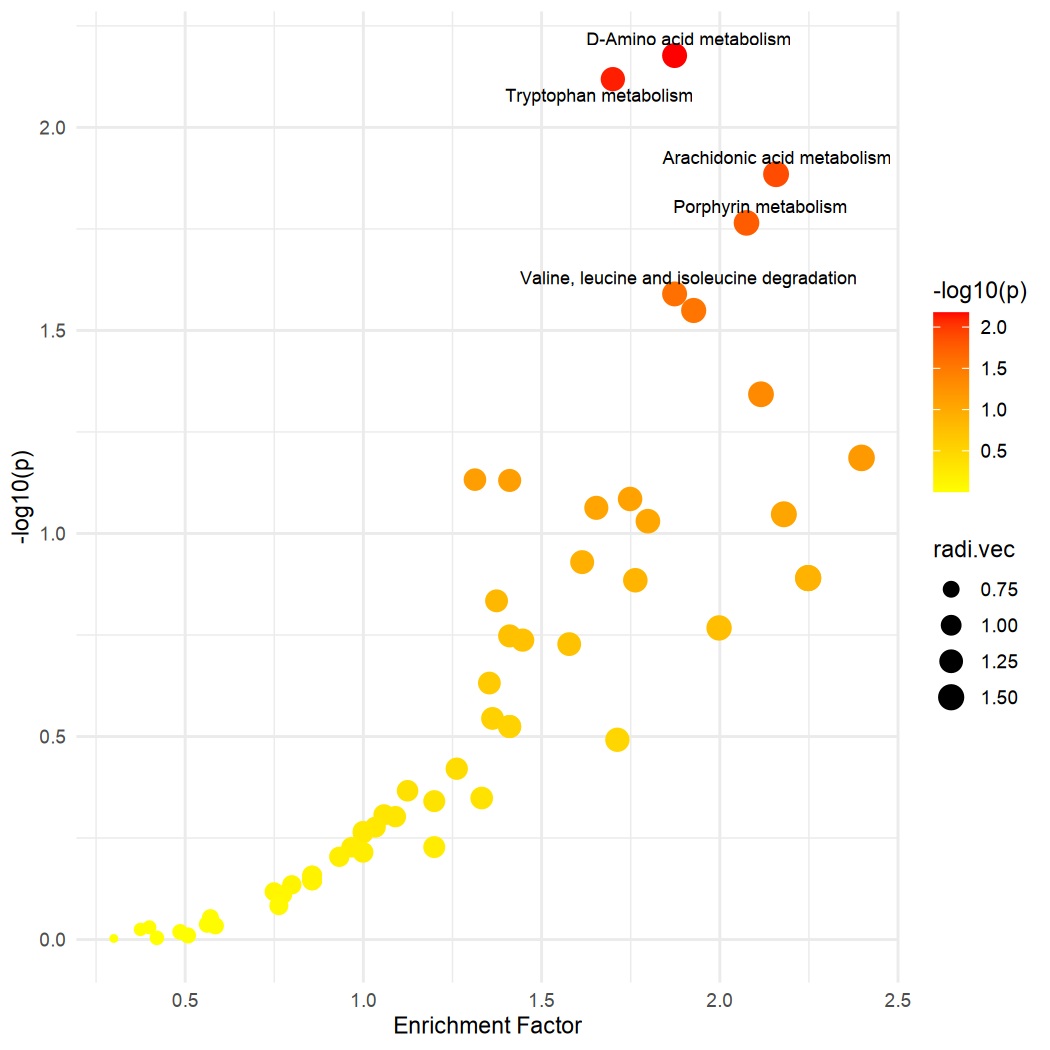 D-Amino acid metabolism
Tryptophan metabolism
2.0
Arachidonic acid metabolism
Porphyrin metabolism
Valine, leucine and isoleucine degradation
1.5
1.0
0.5
0.0
-log10(p)
0.5
1.0
1.5
2.0
2.5
Enrichment Factor
-log10(p)
2.0
1.5
1.0
0.5
radi.vec
0.75
1.00
1.25
1.50